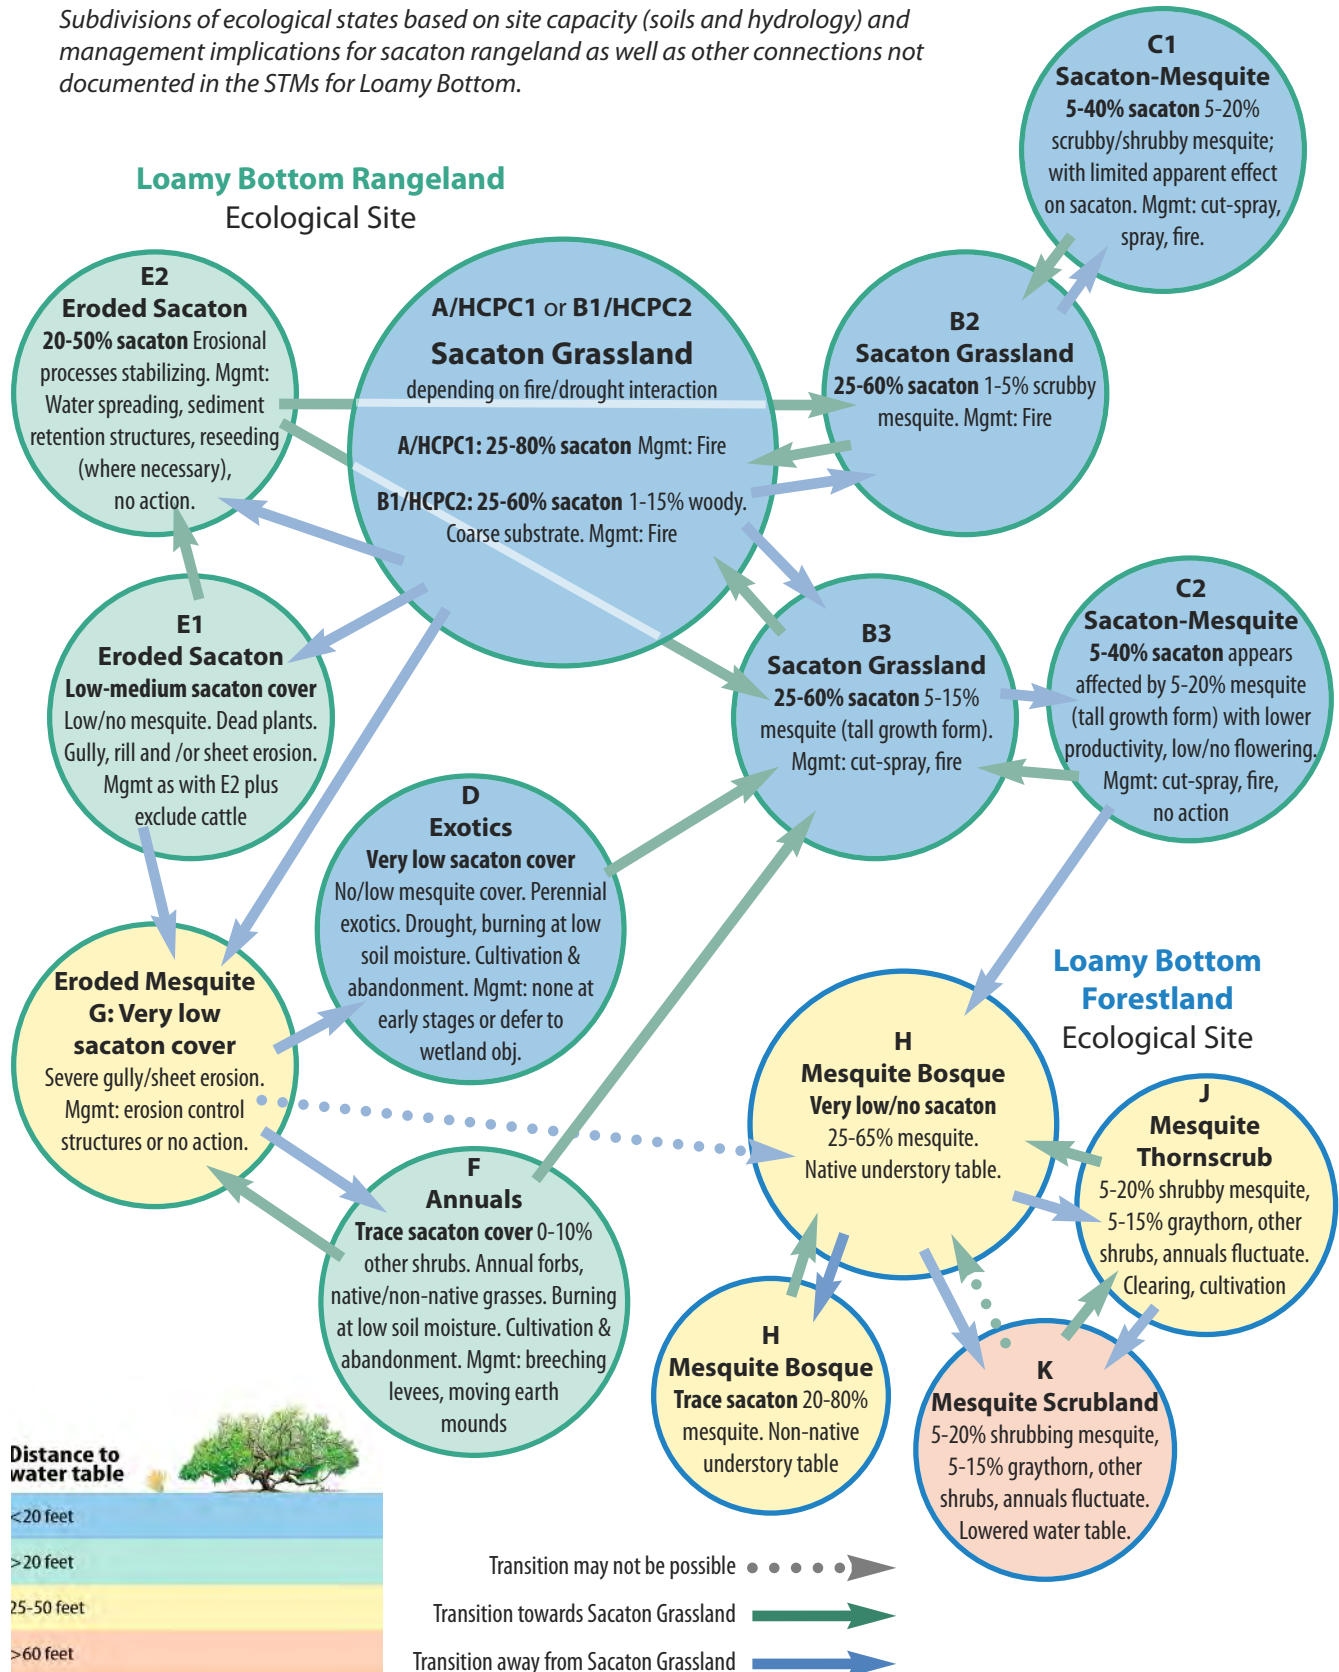 Subdivisions of ecological states based on site capacity (soils and hydrology) and
management implications for sacaton rangeland as well as other connections not
documented in the STMs for Loamy Bottom.
C1
Sacaton-Mesquite
5-40% sacaton 5-20%
scrubby/shrubby mesquite;
with limited apparent effect
on sacaton. Mgmt: cut-spray,
spray, fire.
Loamy Bottom Rangeland
Ecological Site
E2
Eroded Sacaton
20-50% sacaton Erosional
processes stabilizing. Mgmt:
Water spreading, sediment
retention structures, reseeding
(where necessary),
no action.
A/HCPC1 or B1/HCPC2
Sacaton Grassland
depending on fire/drought interaction
A/HCPC1: 25-80% sacaton Mgmt: Fire
B1/HCPC2: 25-60% sacaton 1-15% woody.
Coarse substrate. Mgmt: Fire
B2
Sacaton Grassland
25-60% sacaton 1-5% scrubby
mesquite. Mgmt: Fire
E1
Eroded Sacaton
Low-medium sacaton cover
Low/no mesquite. Dead plants.
Gully, rill and /or sheet erosion.
Mgmt as with E2 plus
exclude cattle
B3
Sacaton Grassland
25-60% sacaton 5-15%
mesquite (tall growth form).
Mgmt: cut-spray, fire
C2
Sacaton-Mesquite
5-40% sacaton appears
affected by 5-20% mesquite
(tall growth form) with lower
productivity, low/no flowering.
Mgmt: cut-spray, fire,
no action
D
Exotics
Very low sacaton cover
No/low mesquite cover. Perennial
exotics. Drought, burning at low
soil moisture. Cultivation &
abandonment. Mgmt: none at
early stages or defer to
wetland obj.
Eroded Mesquite
G: Very low
sacaton cover
Severe gully/sheet erosion.
Mgmt: erosion control
structures or no action.
Loamy Bottom
Forestland
Ecological Site
H
Mesquite Bosque
Very low/no sacaton
25-65% mesquite.
Native understory table.
J
Mesquite
Thornscrub
5-20% shrubby mesquite,
5-15% graythorn, other
shrubs, annuals fluctuate.
Clearing, cultivation
F
Annuals
Trace sacaton cover 0-10%
other shrubs. Annual forbs,
native/non-native grasses. Burning
at low soil moisture. Cultivation &
abandonment. Mgmt: breeching
levees, moving earth
mounds
H
Mesquite Bosque
Trace sacaton 20-80%
mesquite. Non-native
understory table
K
Mesquite Scrubland
5-20% shrubbing mesquite,
5-15% graythorn, other
shrubs, annuals fluctuate.
Lowered water table.
Distance to
water table
<20 feet
>20 feet
25-50 feet
>60 feet
Transition may not be possible
Transition towards Sacaton Grassland
Transition away from Sacaton Grassland